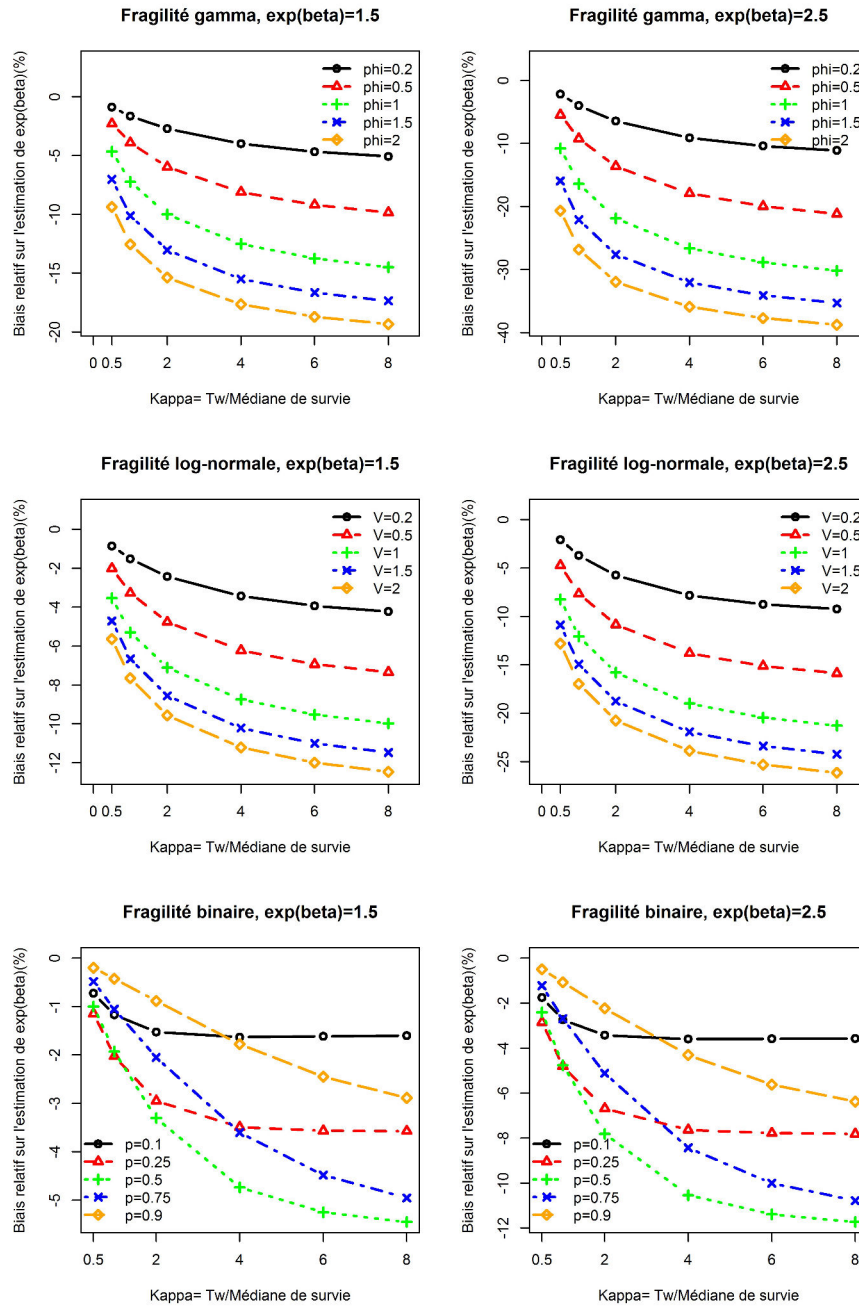 Fragilité gamma, exp(beta)=1.5
Biais relatif sur l'estimation de exp(beta)(%)
0
-5
-10
-15
-20
phi=0.2
phi=0.5
phi=1
phi=1.5
phi=2
0 0.5 2 4 6 8
Kappa= Tw/Médiane de survie
Fragilité gamma, exp(beta)=2.5
Biais relatif sur l'estimation de exp(beta)(%)
0
-10
-20
-30
-40
phi=0.2
phi=0.5
phi=1
phi=1.5
phi=2
0 0.5 2 4 6 8
Kappa= Tw/Médiane de survie
Fragilité log-normale, exp(beta)=1.5
Biais relatif sur l'estimation de exp(beta)(%)
0
-2
-4
-6
-8
-10
-12
V=0.2
V=0.5
V=1
V=1.5
V=2
0 0.5 2 4 6 8
Kappa= Tw/Médiane de survie
Fragilité log-normale, exp(beta)=2.5
Biais relatif sur l'estimation de exp(beta)(%)
0
-5
-10
-15
-20
-25
V=0.2
V=0.5
V=1
V=1.5
V=2
0 0.5 2 4 6 8
Kappa= Tw/Médiane de survie
Fragilité binaire, exp(beta)=1.5
Biais relatif sur l'estimation de exp(beta)(%)
0
-1
-2
-3
-4
-5
p=0.1
p=0.25
p=0.5
p=0.75
p=0.9
0.5 2 4 6 8
Kappa= Tw/Médiane de survie
Fragilité binaire, exp(beta)=2.5
Biais relatif sur l'estimation de exp(beta)(%)
0
-2
-4
-6
-8
-10
-12
p=0.1
p=0.25
p=0.5
p=0.75
p=0.9
0.5 2 4 6 8
Kappa= Tw/Médiane de survie